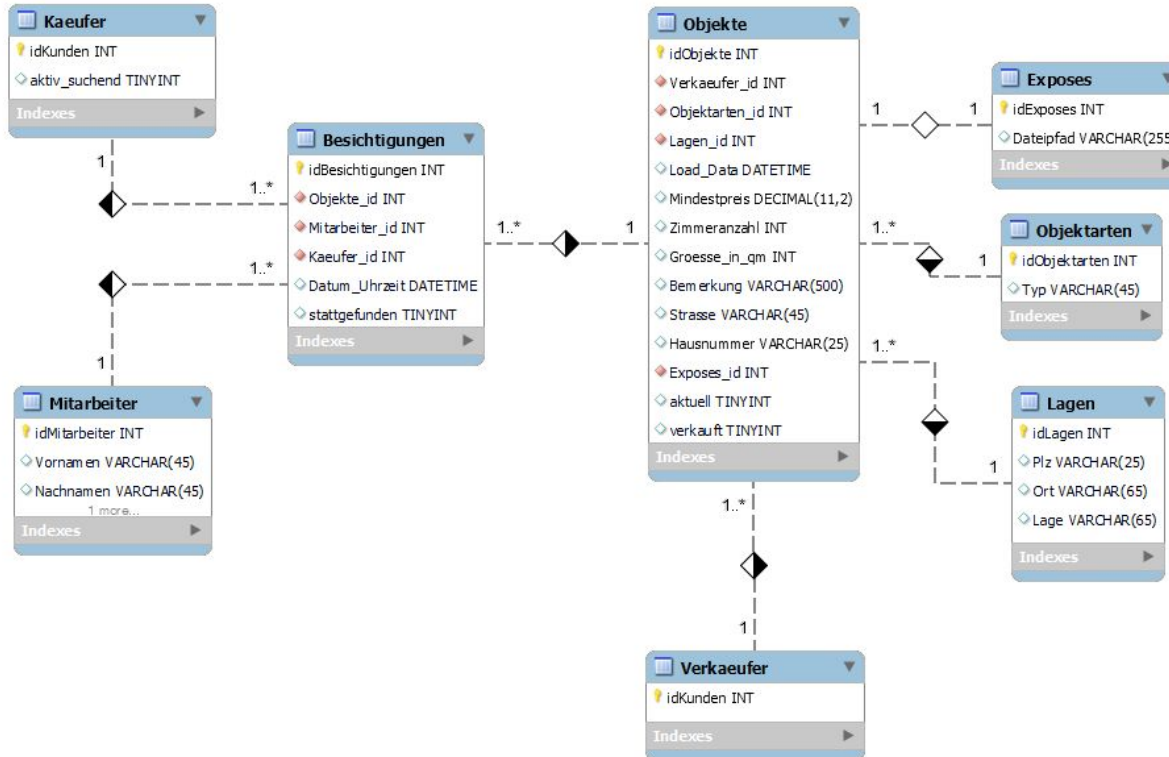 Kaeufer
idKunden INT
aktiv_suchend TINYINT
Indexes
1
1..*
Besichtigungen
idBesichtigungen INT
Objekte_id INT
Mitarbeiter_id INT
Kaeufer_id INT
Datum_Uhrzeit DATETIME
stattgefunden TINYINT
Indexes
1..*
1
Mitarbeiter
idMitarbeiter INT
Vornamen VARCHAR(45)
Nachnamen VARCHAR(45)
1 more...
Indexes
1..*
1
Objekte
idObjekte INT
Verkaeufer_id INT
Objektarten_id INT
Lagen_id INT
Load_Data DATETIME
Mindestpreis DECIMAL(11,2)
Zimmeranzahl INT
Groesse_in_qm INT
Bemerkung VARCHAR(500)
Strasse VARCHAR(45)
Hausnummer VARCHAR(25)
Exposes_id INT
aktuell TINYINT
verkauft TINYINT
Indexes
1
1
Exposes
idExposes INT
Dateipfad VARCHAR(255
Indexes
1..*
1
Objektarten
idObjektarten INT
Typ VARCHAR(45)
Indexes
1..*
1
Lagen
idLagen INT
Plz VARCHAR(25)
Ort VARCHAR(65)
Lage VARCHAR(65)
Indexes
1..*
1
Verkaeufer
idKunden INT
Indexes